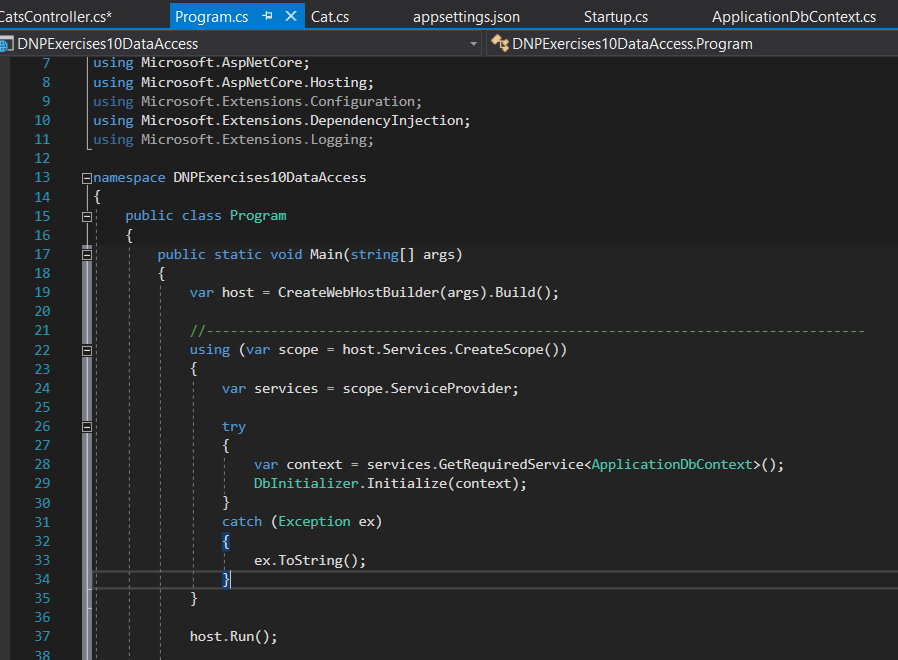 CatsController.cs*
Program.cs
Cat.cs
appsettings.json
Startup.cs
ApplicationDbContext.cs
DNPExercises10DataAccess
DNPExercises10DataAccess.Program
7 using Microsoft.AspNetCore;
8 using Microsoft.AspNetCore.Hosting;
9 using Microsoft.Extensions.Configuration;
10 using Microsoft.Extensions.DependencyInjection;
11 using Microsoft.Extensions.Logging;
12
13 namespace DNPExercises10DataAccess
14 {
15 public class Program
16 {
17 public static void Main(string[] args)
18 {
19 var host = CreateWebHostBuilder(args).Build();
20
21 //----------------------------------------------------------------------------------
22 using (var scope = host.Services.CreateScope())
23 {
24 var services = scope.ServiceProvider;
25
26 try
27 {
28 var context = services.GetRequiredService<ApplicationDbContext>();
29 DbInitializer.Initialize(context);
30 }
31 catch (Exception ex)
32 {
33 ex.ToString();
34 }
35 }
36
37 host.Run();
38